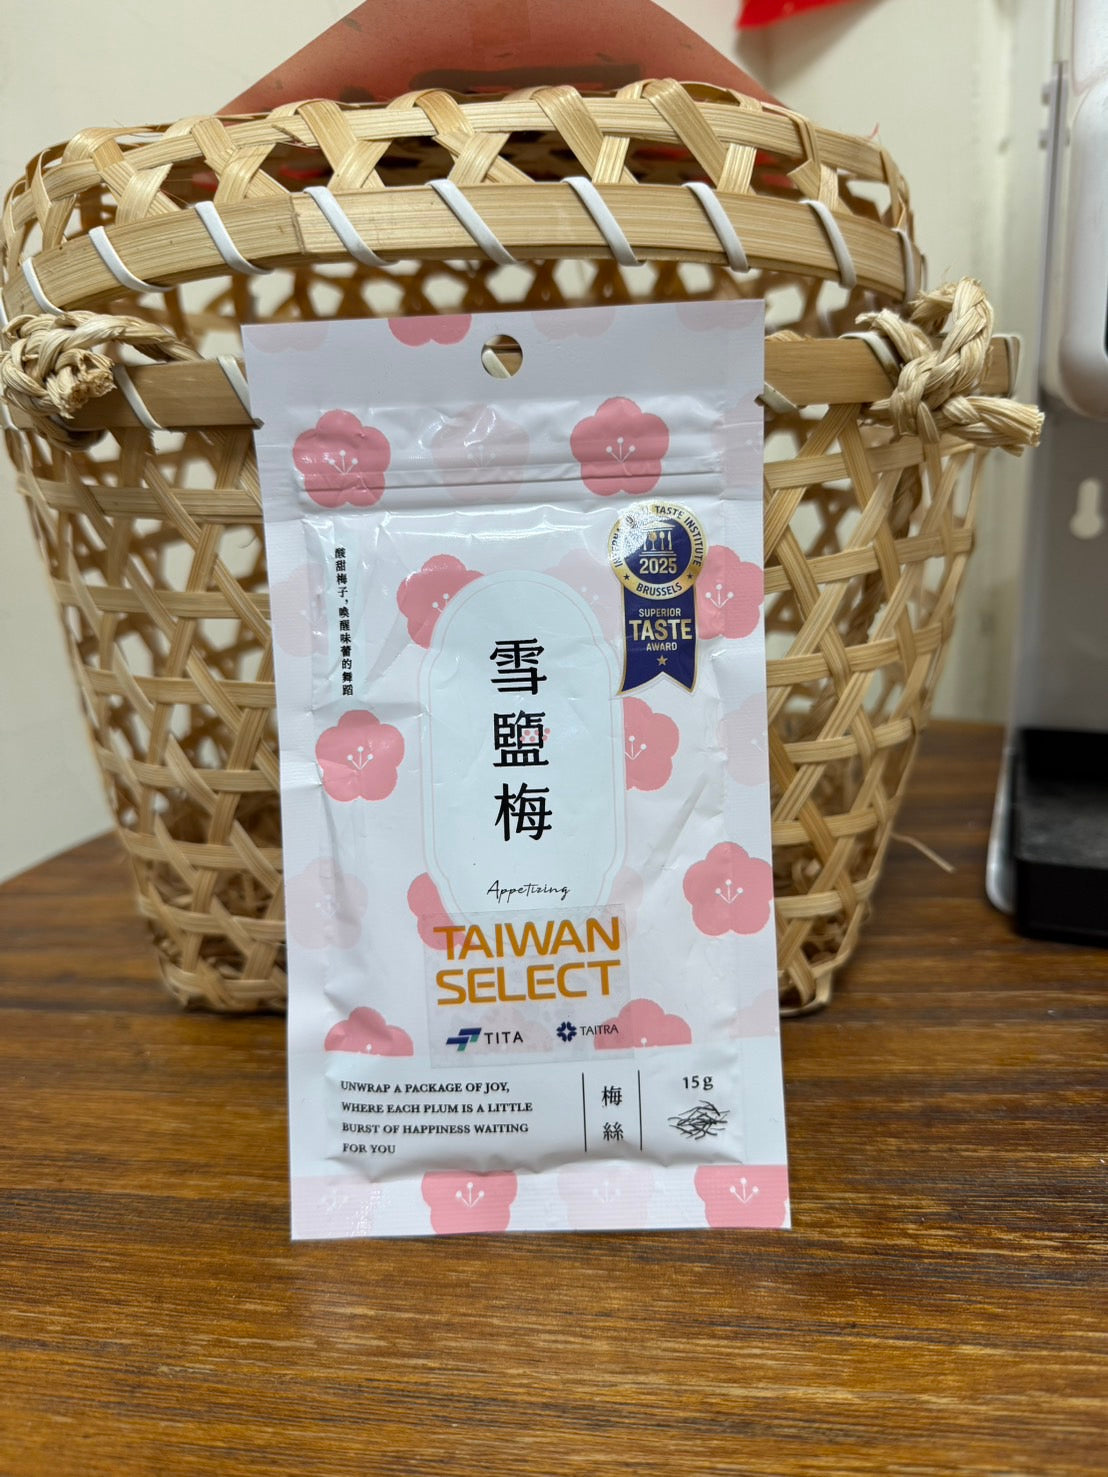 酸甜梅子，喚醒味蕾的舞蹈
INTERNATIONAL TASTE INSTITUTE
2025
BRUSSELS
SUPERIOR
TASTE
AWARD
雪鹽梅
Appetizing
TAIWAN
SELECT
TITA
TAITRA
UNWRAP A PACKAGE OF JOY,
WHERE EACH PLUM IS A LITTLE
BURST OF HAPPINESS WAITING
FOR YOU
梅絲
15g